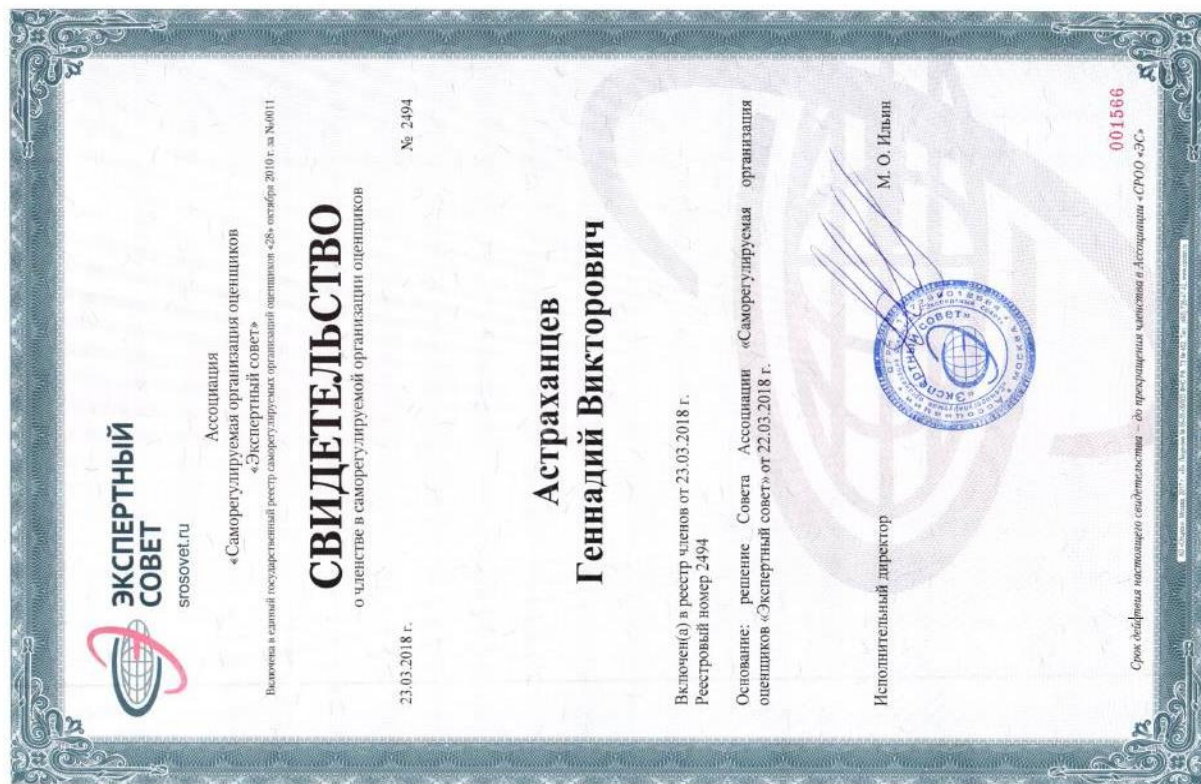 ЭКСПЕРТНЫЙ
СОВЕТ
srosovet.ru
Ассоциация
«Саморегулируемая организация оценщиков
«Экспертный совет»
Включена в единый государственный реестр саморегулируемых организаций оценщиков «28» октября 2010 г. за №0011
СВИДЕТЕЛЬСТВО
о членстве в саморегулируемой организации оценщиков
23.03.2018 г. № 2494
Астраханцев
Геннадий Викторович
Включен(а) в реестр членов от 23.03.2018 г.
Реестровый номер 2494
Основание: решение Совета Ассоциации «Саморегулируемая организация
оценщиков «Экспертный совет» от 22.03.2018 г.
Исполнительный директор М. О. Ильин
«Экспертный совет»
001566
Срок действия настоящего свидетельства – до прекращения членства в Ассоциации «СРОО «ЭС»